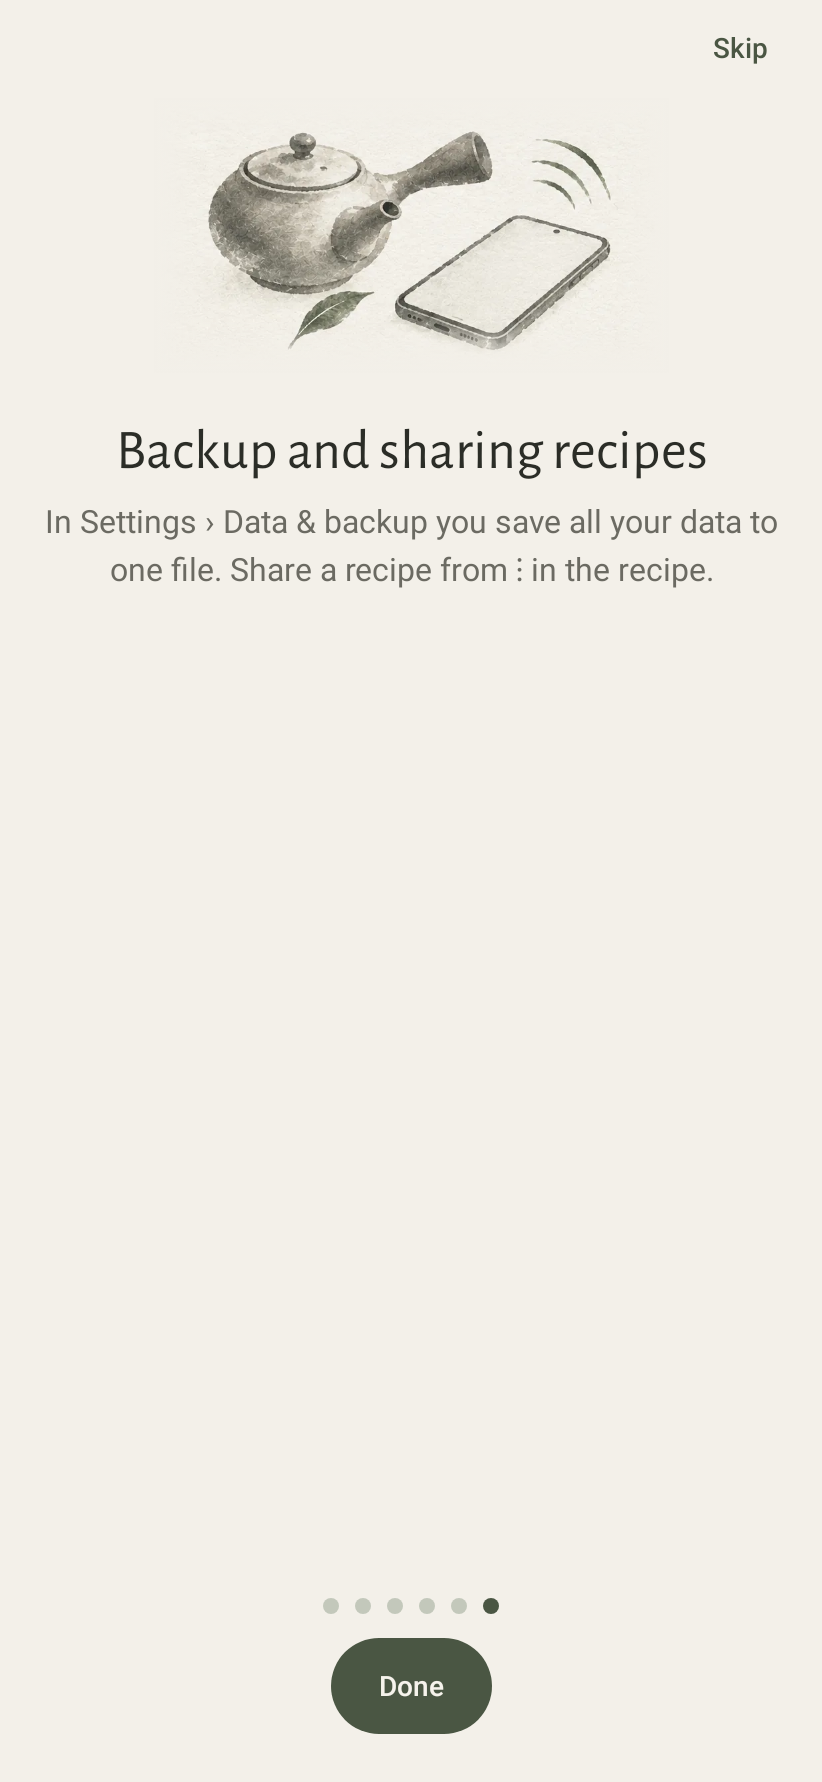 Skip
Backup and sharing recipes
In Settings › Data & backup you save all your data to
one file. Share a recipe from ⋮ in the recipe.
Done